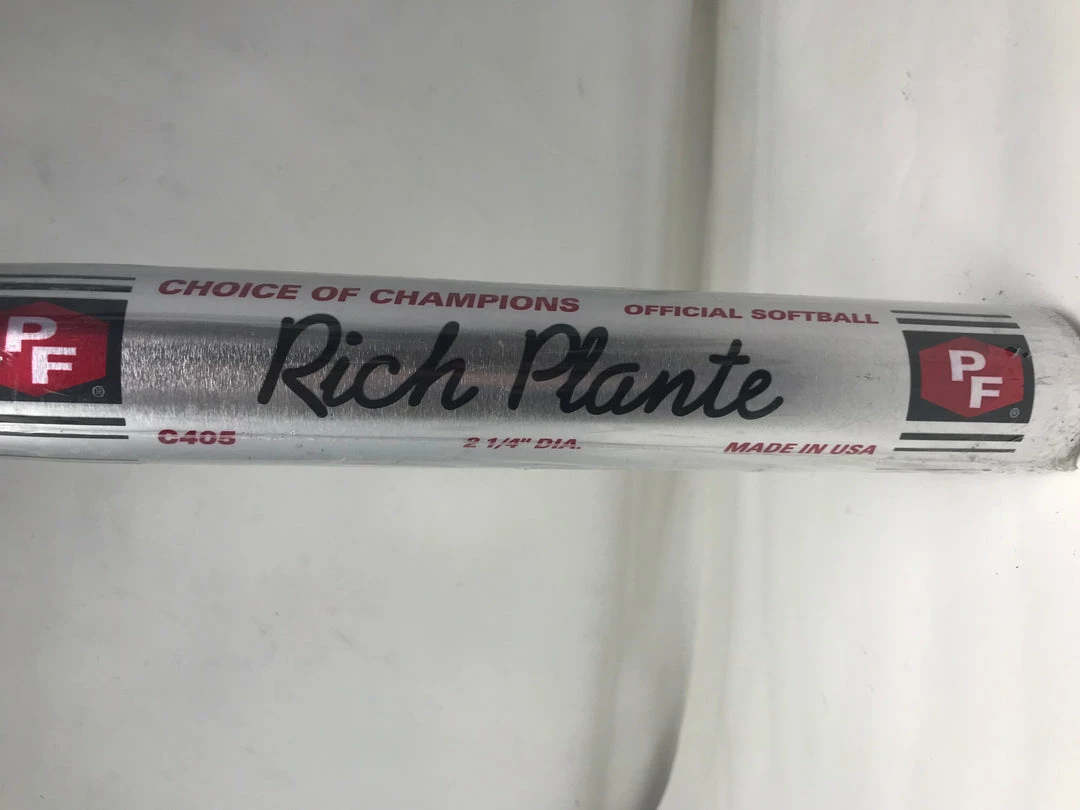 CHOICE OF CHAMPIONS OFFICIAL SOFTBALL
PF ® Rich Plante PF ®
C405 2 1/4" DIA. MADE IN USA